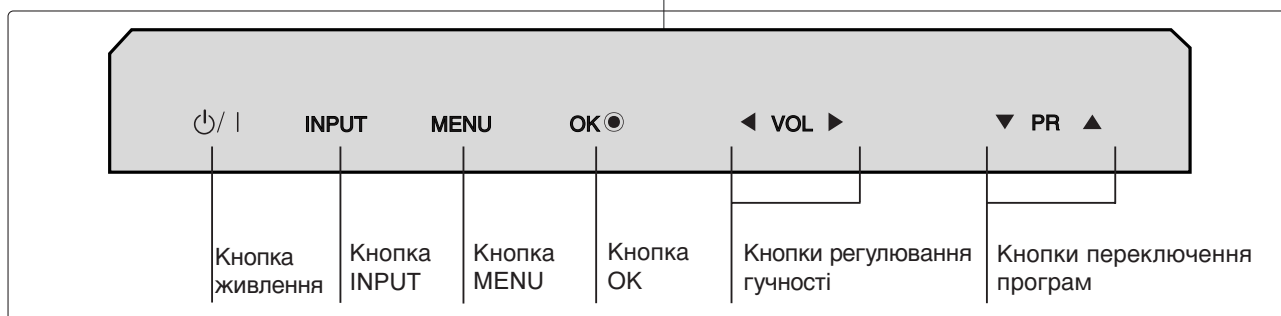 ⏻/ I INPUT MENU OK◉ ◀ VOL ▶ ▼ PR ▲
Кнопка живлення
Кнопка INPUT
Кнопка MENU
Кнопка OK
Кнопки регулювання гучності
Кнопки переключення програм